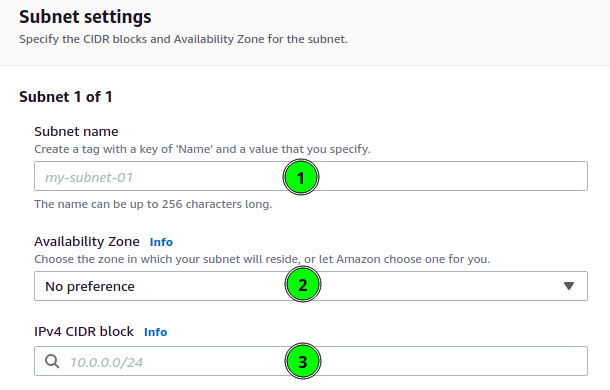 Subnet settings
Specify the CIDR blocks and Availability Zone for the subnet.
Subnet 1 of 1
Subnet name
Create a tag with a key of 'Name' and a value that you specify.
my-subnet-01
1
The name can be up to 256 characters long.
Availability Zone Info
Choose the zone in which your subnet will reside, or let Amazon choose one for you.
No preference
2
IPv4 CIDR block Info
10.0.0.0/24
3